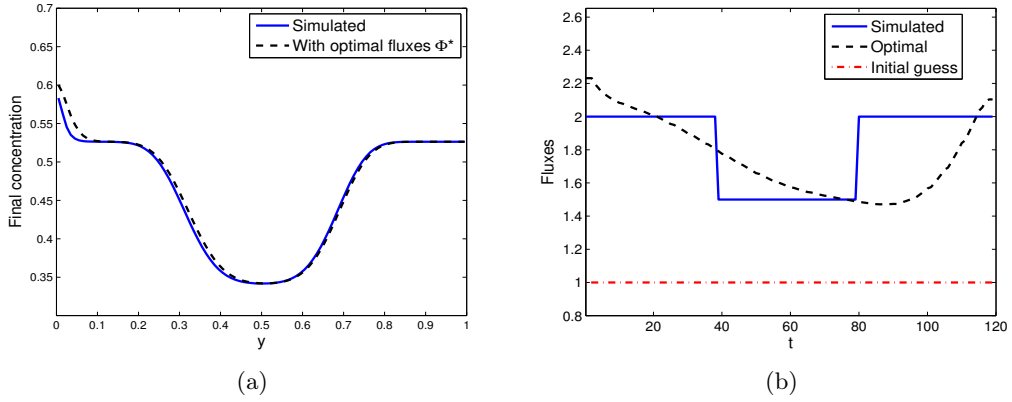 0.7
0.65
0.6
0.55
0.5
0.45
0.4
0.35
Final concentration
0 0.1 0.2 0.3 0.4 0.5 0.6 0.7 0.8 0.9 1
y
Simulated
With optimal fluxes Φ*
(a)
2.6
2.4
2.2
2
1.8
1.6
1.4
1.2
1
0.8
Fluxes
20 40 60 80 100 120
t
Simulated
Optimal
Initial guess
(b)